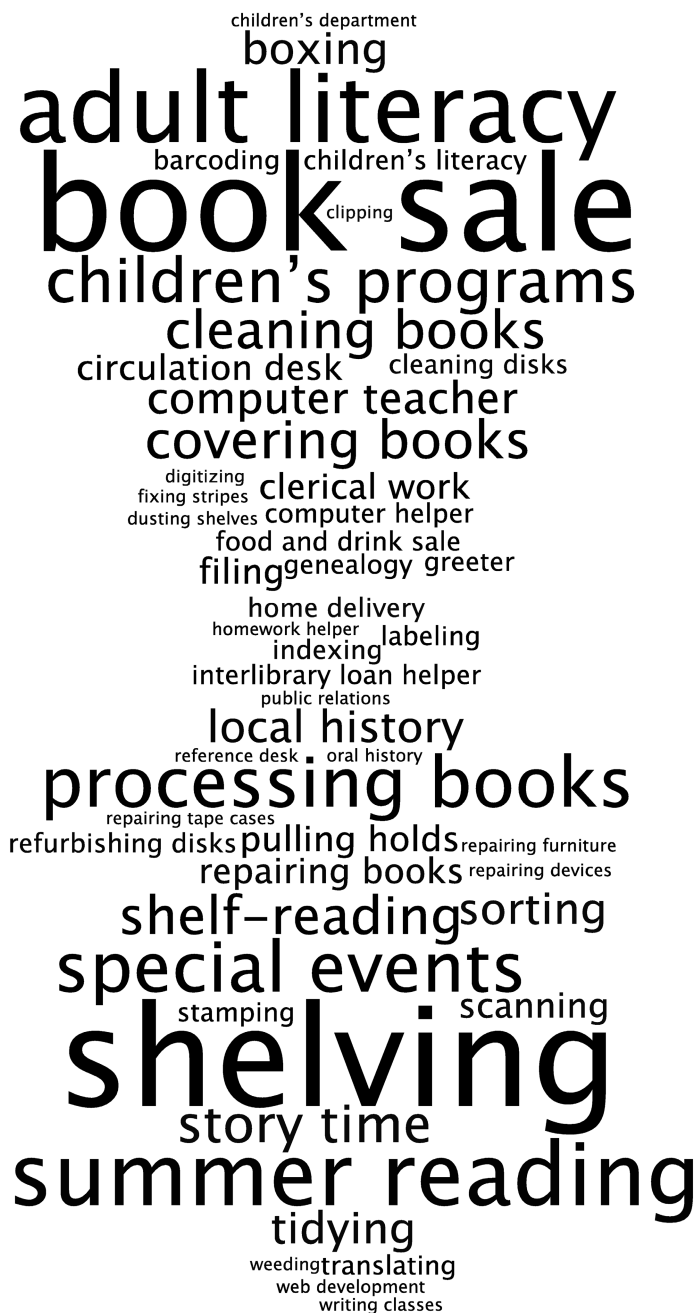 children's department
boxing
adult literacy
barcoding children's literacy
book sale
clipping
children's programs
cleaning books
circulation desk cleaning disks
computer teacher
covering books
digitizing
fixing stripes clerical work
dusting shelves computer helper
food and drink sale
filing genealogy greeter
home delivery
homework helper labeling
indexing
interlibrary loan helper
public relations
local history
reference desk oral history
processing books
repairing tape cases
refurbishing disks pulling holds repairing furniture
repairing books repairing devices
shelf-reading sorting
special events
stamping scanning
shelving
story time
summer reading
tidying
weeding translating
web development
writing classes